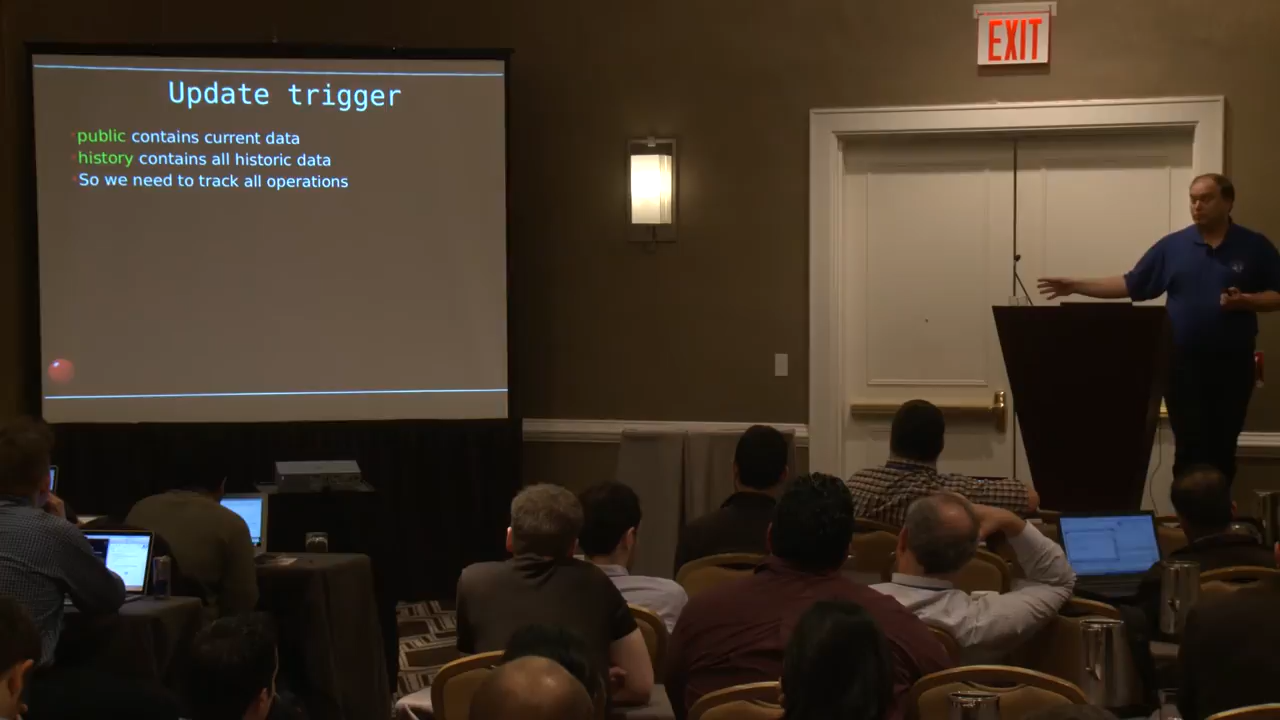 Update trigger
public contains current data
history contains all historic data
So we need to track all operations
EXIT